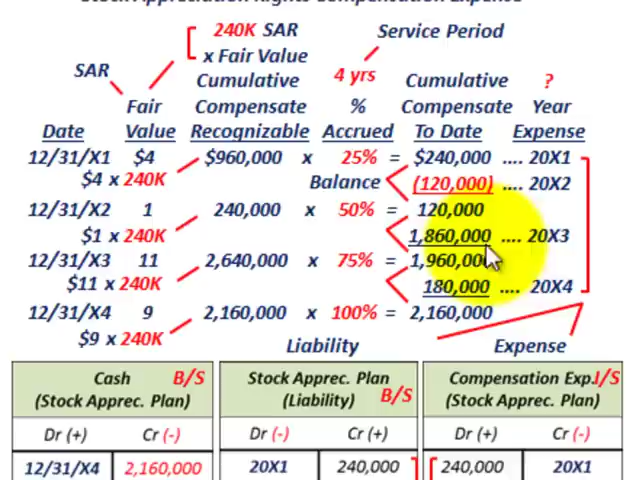 Stock Appreciation Rights Compensation Expense
240K SAR
x Fair Value
Service Period
SAR
4 yrs
Cumulative Cumulative ?
Fair Compensate % Compensate Year
Date Value Recognizable Accrued To Date Expense
12/31/X1 $4 $960,000 x 25% = $240,000 .... 20X1
$4 x 240K Balance (120,000) .... 20X2
12/31/X2 1 240,000 x 50% = 120,000
$1 x 240K 1,860,000 .... 20X3
12/31/X3 11 2,640,000 x 75% = 1,960,000
$11 x 240K 180,000 .... 20X4
12/31/X4 9 2,160,000 x 100% = 2,160,000
$9 x 240K
Liability Expense
Cash B/S Stock Apprec. Plan Compensation Exp. I/S
(Stock Apprec. Plan) (Liability) B/S (Stock Apprec. Plan)
Dr (+) Cr (-) Dr (-) Cr (+) Dr (+) Cr (-)
12/31/X4 2,160,000 20X1 240,000 240,000 20X1